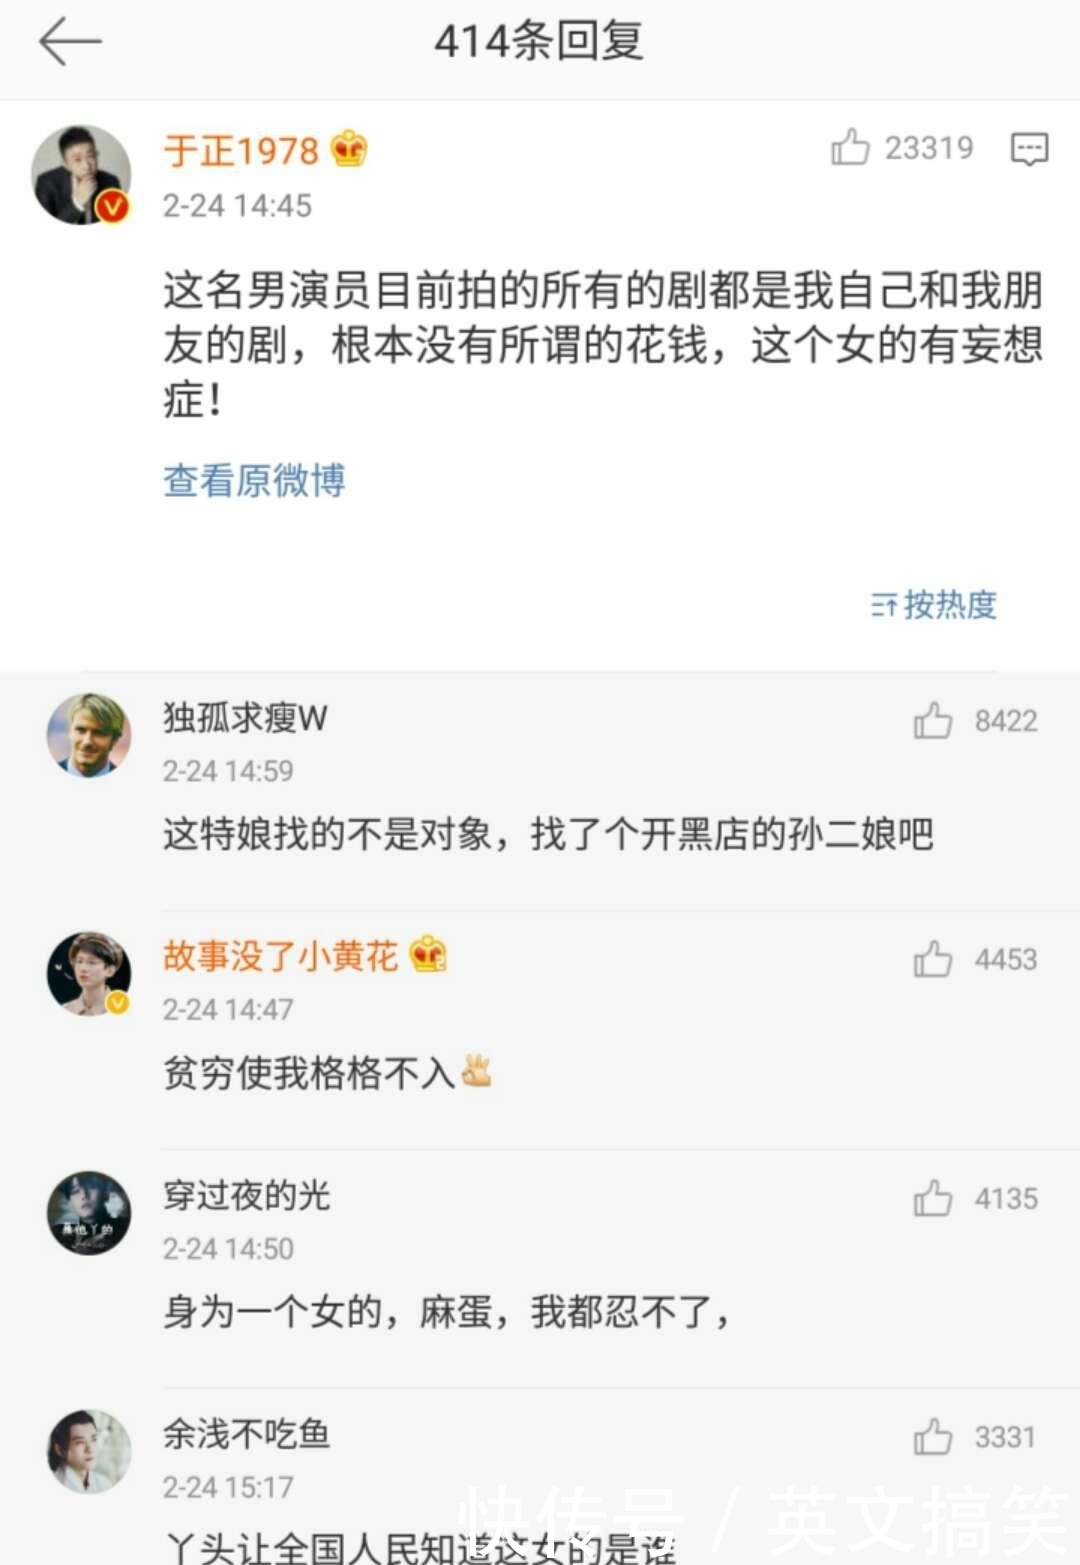 414条回复
于正1978
23319
2-24 14:45
这名男演员目前拍的所有的剧都是我自己和我朋
友的剧，根本没有所谓的花钱，这个女的有妄想
症！
查看原微博
按热度
独孤求瘦W
8422
2-24 14:59
这特娘找的不是对象，找了个开黑店的孙二娘吧
故事没了小黄花
4453
2-24 14:47
贫穷使我格格不入👌
穿过夜的光
4135
2-24 14:50
身为一个女的，麻蛋，我都忍不了，
余浅不吃鱼
3331
2-24 15:17
丫头让全国人民知道这女的是谁
快传号 / 英文搞笑